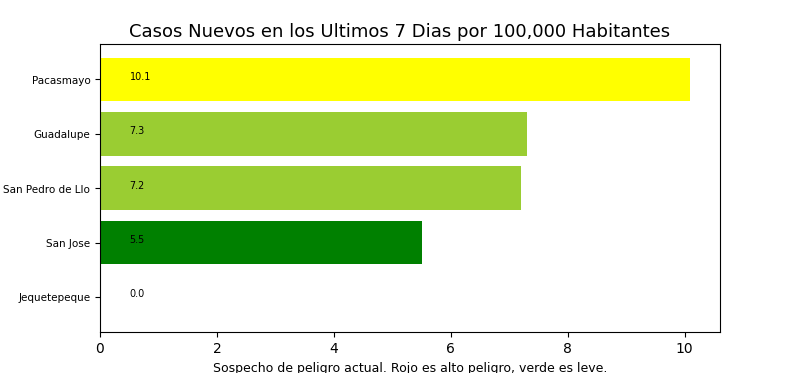 Casos Nuevos en los Ultimos 7 Dias por 100,000 Habitantes
Pacasmayo 10.1
Guadalupe 7.3
San Pedro de Llo 7.2
San Jose 5.5
Jequetepeque 0.0
0 2 4 6 8 10
Sospecho de peligro actual. Rojo es alto peligro, verde es leve.